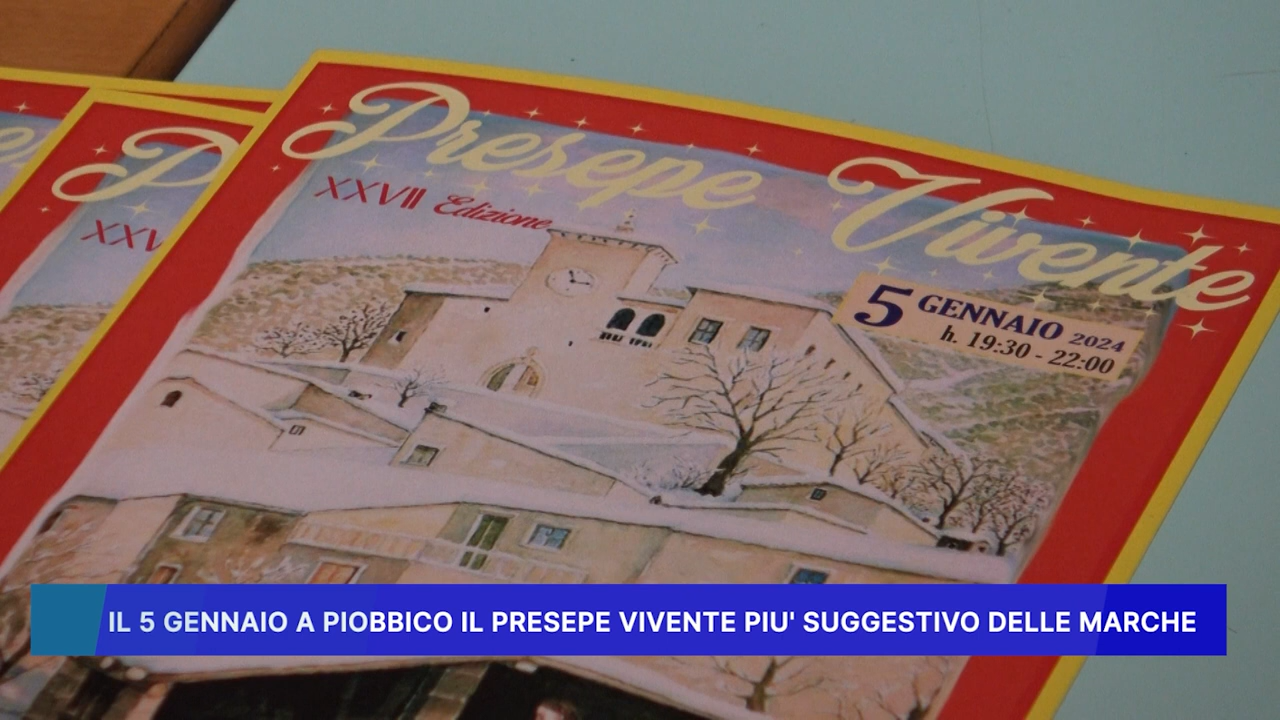 Presepe Vivente
XXVII Edizione
5 GENNAIO 2024
h. 19:30 - 22:00
P
XXV
IL 5 GENNAIO A PIOBBICO IL PRESEPE VIVENTE PIU' SUGGESTIVO DELLE MARCHE